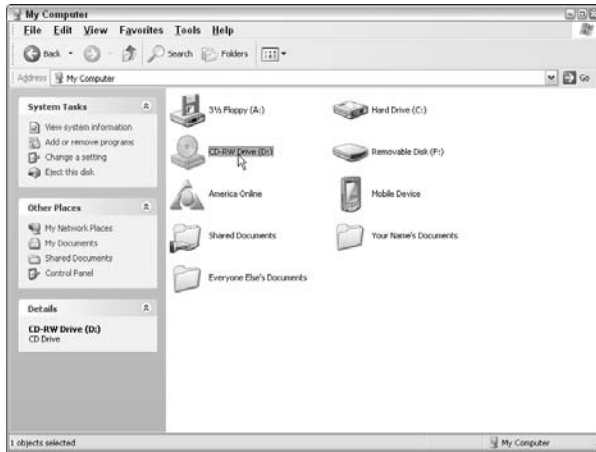 My Computer
File Edit View Favorites Tools Help
Back Search Folders
Address My Computer Go
System Tasks
View system information
Add or remove programs
Change a setting
Eject this disk
Other Places
My Network Places
My Documents
Shared Documents
Control Panel
Details
CD-RW Drive (D:)
CD Drive
3½ Floppy (A:) Hard Drive (C:)
CD-RW Drive (D:) Removable Disk (F:)
America Online Mobile Device
Shared Documents Your Name's Documents
Everyone Else's Documents
1 objects selected My Computer